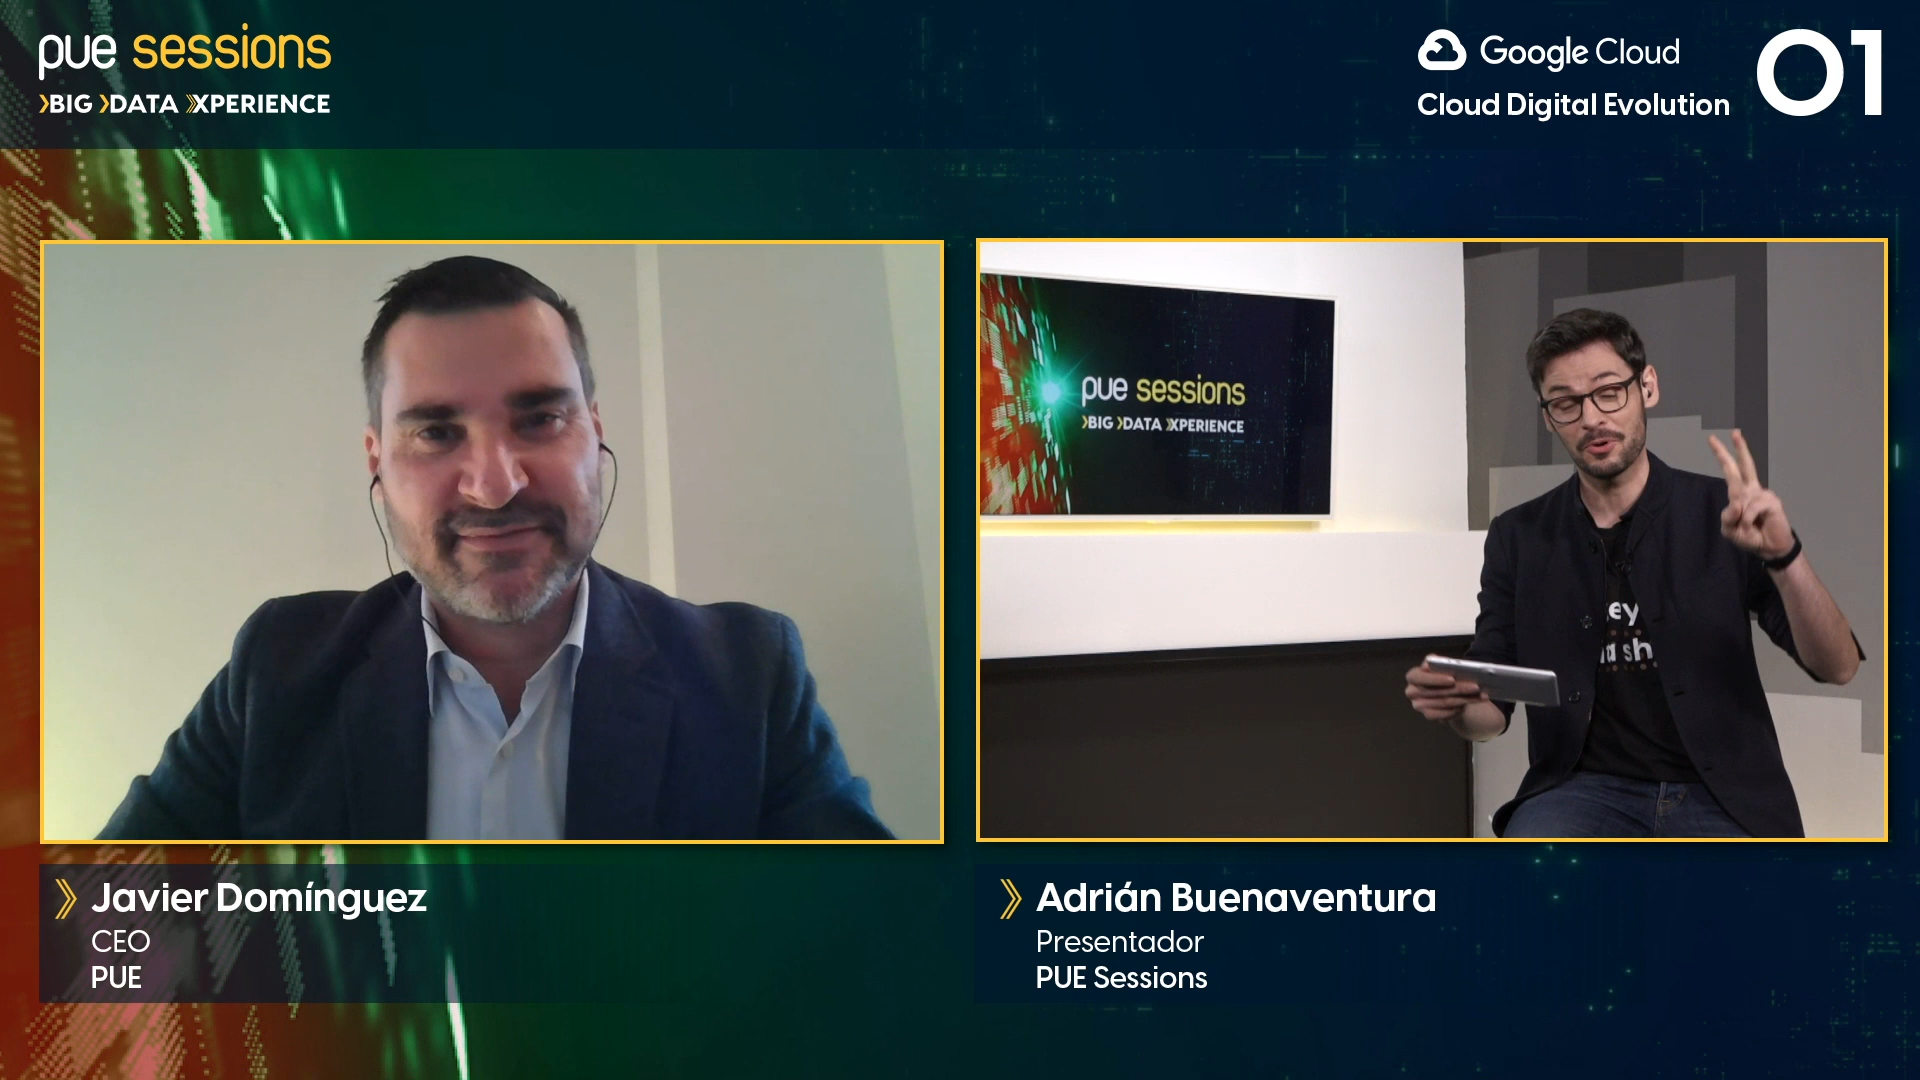 pue sessions
BIG DATA XPERIENCE
Google Cloud
Cloud Digital Evolution
01
pue sessions
BIG DATA XPERIENCE
Javier Domínguez
CEO
PUE
Adrián Buenaventura
Presentador
PUE Sessions